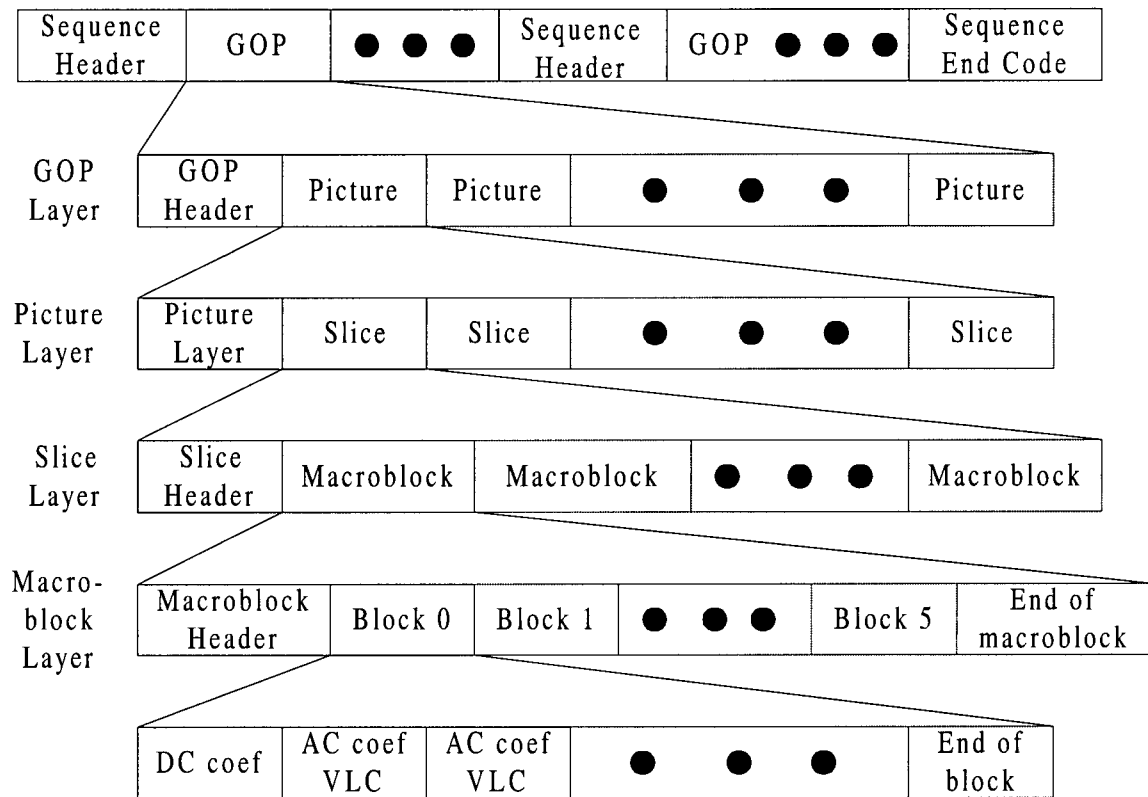 Sequence Header GOP ● ● ● Sequence Header GOP ● ● ● Sequence End Code
GOP Layer GOP Header Picture Picture ● ● ● Picture
Picture Layer Picture Layer Slice Slice ● ● ● Slice
Slice Layer Slice Header Macroblock Macroblock ● ● ● Macroblock
Macro-block Layer Macroblock Header Block 0 Block 1 ● ● ● Block 5 End of macroblock
DC coef AC coef VLC AC coef VLC ● ● ● End of block